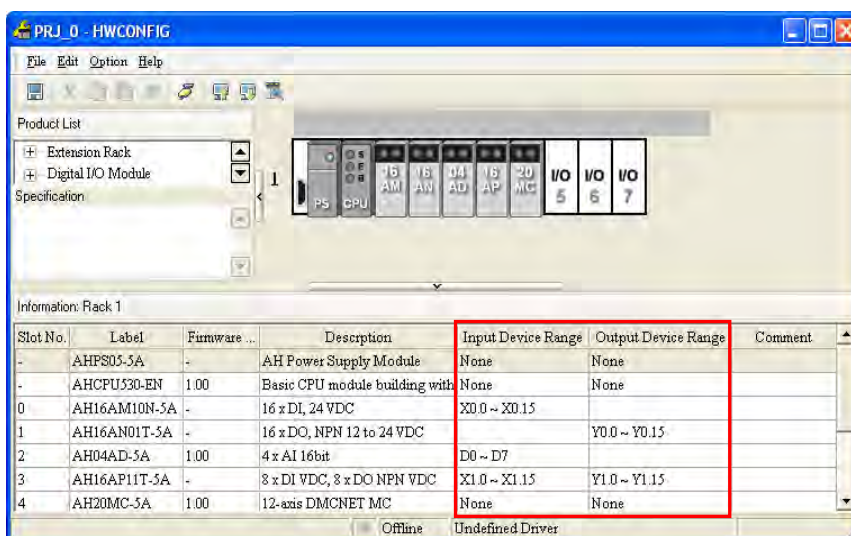 PRJ_0 - HWCONFIG
File Edit Option Help
Product List
Extension Rack
Digital I/O Module
Specification
1
PS CPU 16 AM 16 AN 04 AD 16 AP 20 MC I/O 5 I/O 6 I/O 7
Information: Rack 1
Slot No. Label Firmware ... Descrption Input Device Range Output Device Range Comment
- AHPS05-5A - AH Power Supply Module None None
- AHCPU530-EN 1.00 Basic CPU module building with None None
0 AH16AM10N-5A - 16 x DI, 24 VDC X0.0 ~ X0.15
1 AH16AN01T-5A - 16 x DO, NPN 12 to 24 VDC Y0.0 ~ Y0.15
2 AH04AD-5A 1.00 4 x AI 16bit D0 ~ D7
3 AH16AP11T-5A - 8 x DI VDC, 8 x DO NPN VDC X1.0 ~ X1.15 Y1.0 ~ Y1.15
4 AH20MC-5A 1.00 12-axis DMCNET MC None None
Offline Undefined Driver